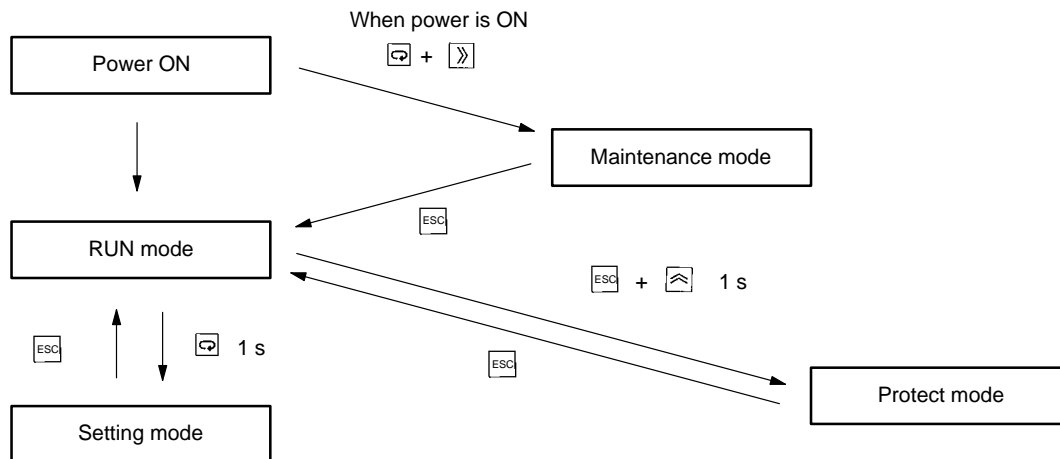 When power is ON
+
Power ON
Maintenance mode
ESC
RUN mode
ESC + 1 s
ESC 1 s
ESC
Protect mode
Setting mode